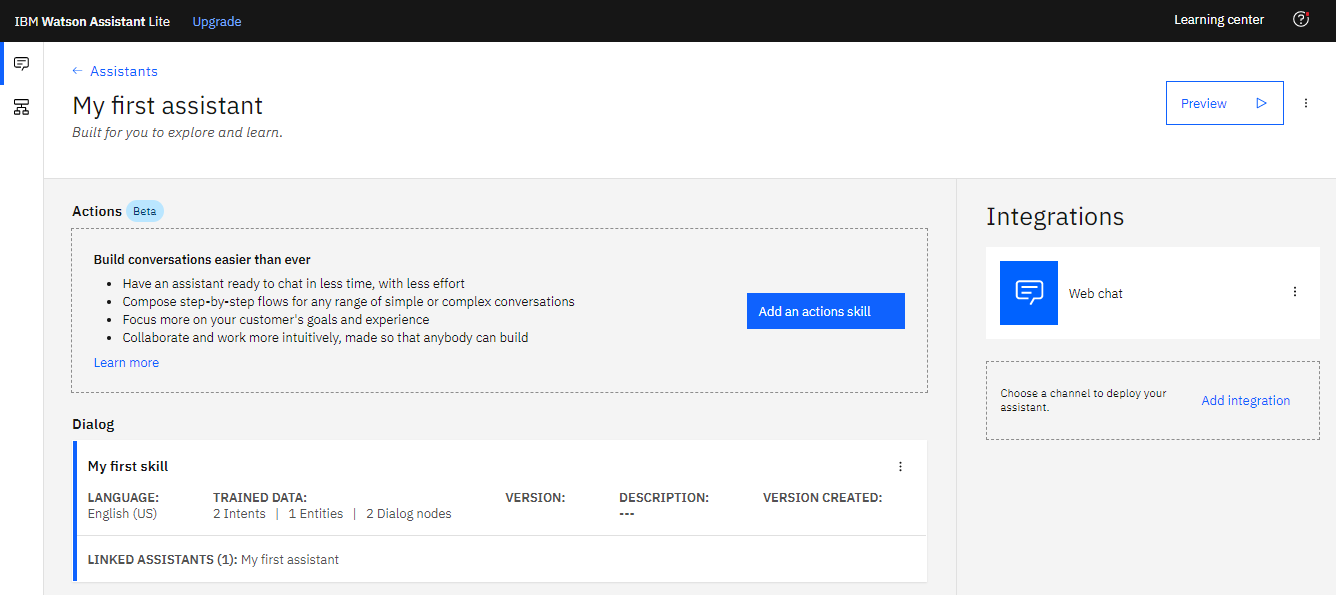 IBM Watson Assistant Lite Upgrade Learning center
← Assistants
My first assistant
Built for you to explore and learn.
Preview
Actions Beta
Build conversations easier than ever
• Have an assistant ready to chat in less time, with less effort
• Compose step-by-step flows for any range of simple or complex conversations
• Focus more on your customer's goals and experience
• Collaborate and work more intuitively, made so that anybody can build
Learn more
Add an actions skill
Dialog
My first skill
LANGUAGE: TRAINED DATA: VERSION: DESCRIPTION: VERSION CREATED:
English (US) 2 Intents | 1 Entities | 2 Dialog nodes ---
LINKED ASSISTANTS (1): My first assistant
Integrations
Web chat
Choose a channel to deploy your
assistant.
Add integration